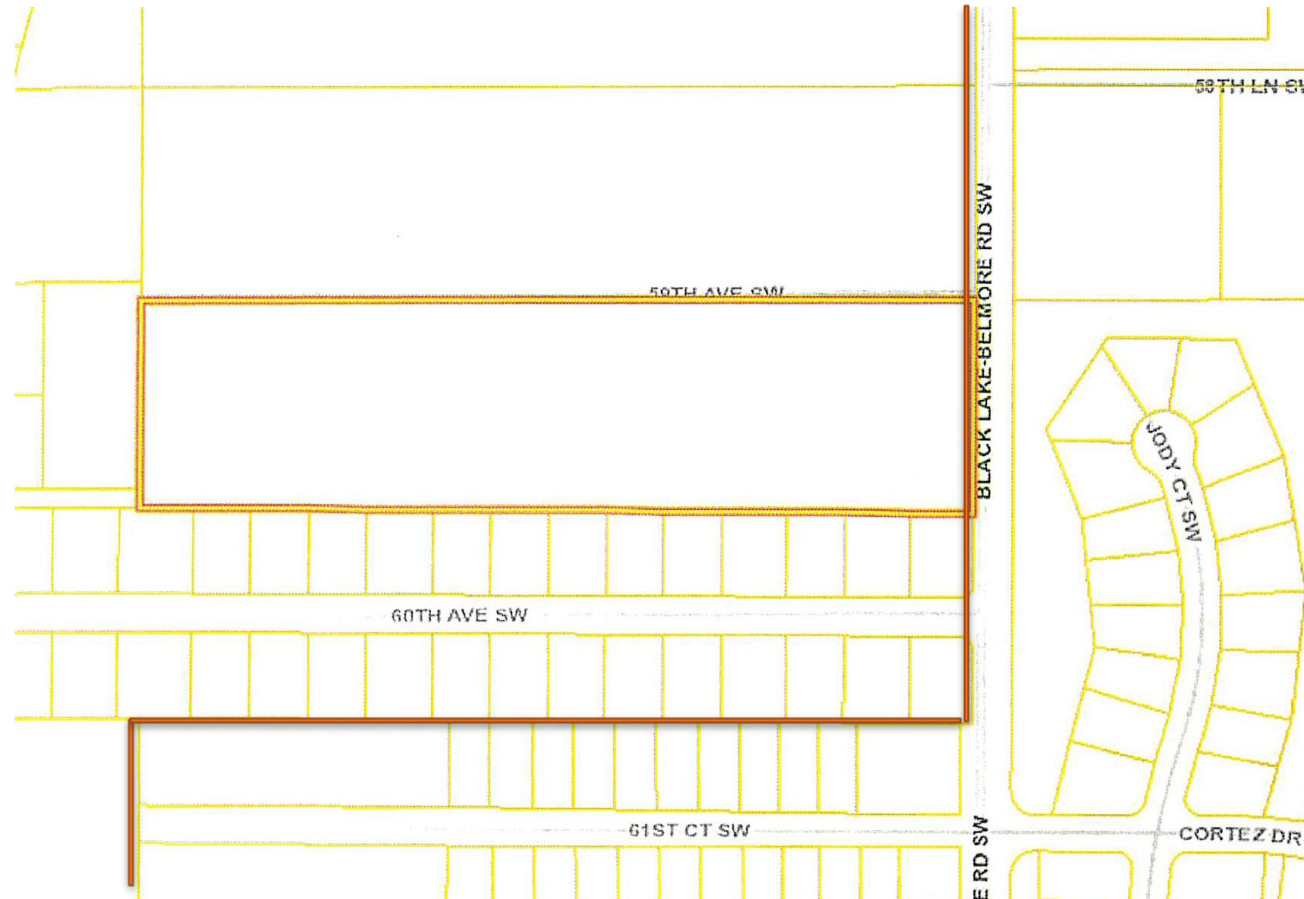 58TH LN SW
59TH AVE SW
BLACK LAKE-BELMORE RD SW
JODY CT SW
60TH AVE SW
61ST CT SW
E RD SW
CORTEZ DR